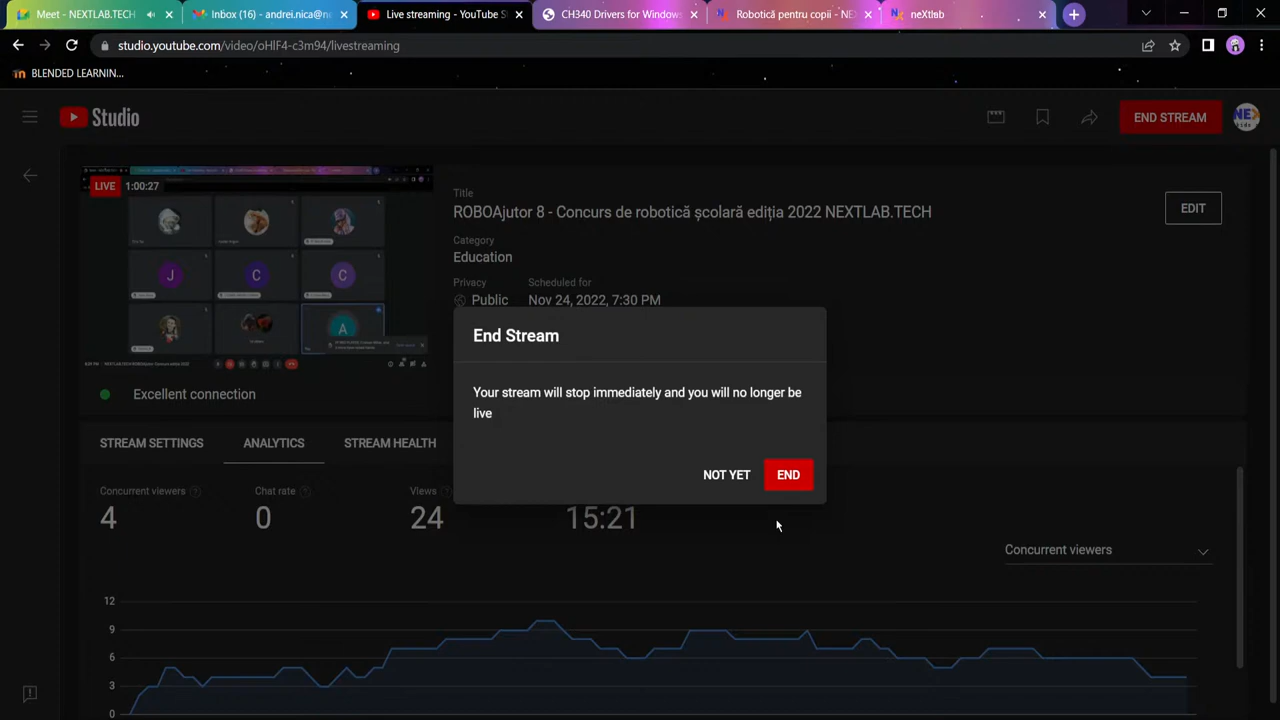 Meet - NEXTLAB.TECH
Inbox (16) - andrei.nica@ne
Live streaming - YouTube S
CH340 Drivers for Windows
Robotică pentru copii - NE
neXtlab
studio.youtube.com/video/oHlF4-c3m94/livestreaming
BLENDED LEARNIN...
Studio
END STREAM
LIVE 1:00:27
Title
ROBOAjutor 8 - Concurs de robotică școlară ediția 2022 NEXTLAB.TECH
EDIT
Category
Education
Privacy
Scheduled for
Public
Nov 24, 2022, 7:30 PM
J
C
C
A
Excellent connection
End Stream
Your stream will stop immediately and you will no longer be
live
NOT YET
END
STREAM SETTINGS
ANALYTICS
STREAM HEALTH
Concurrent viewers
4
Chat rate
0
Views
24
15:21
Concurrent viewers
12
9
6
3
0